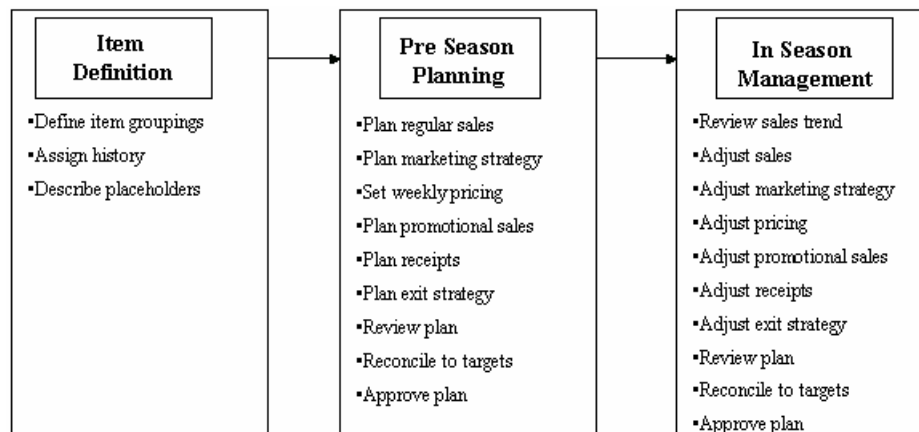 Item
Definition
▪Define item groupings
▪Assign history
▪Describe placeholders
Pre Season
Planning
▪Plan regular sales
▪Plan marketing strategy
▪Set weekly pricing
▪Plan promotional sales
▪Plan receipts
▪Plan exit strategy
▪Review plan
▪Reconcile to targets
▪Approve plan
In Season
Management
▪Review sales trend
▪Adjust sales
▪Adjust marketing strategy
▪Adjust pricing
▪Adjust promotional sales
▪Adjust receipts
▪Adjust exit strategy
▪Review plan
▪Reconcile to targets
▪Approve plan